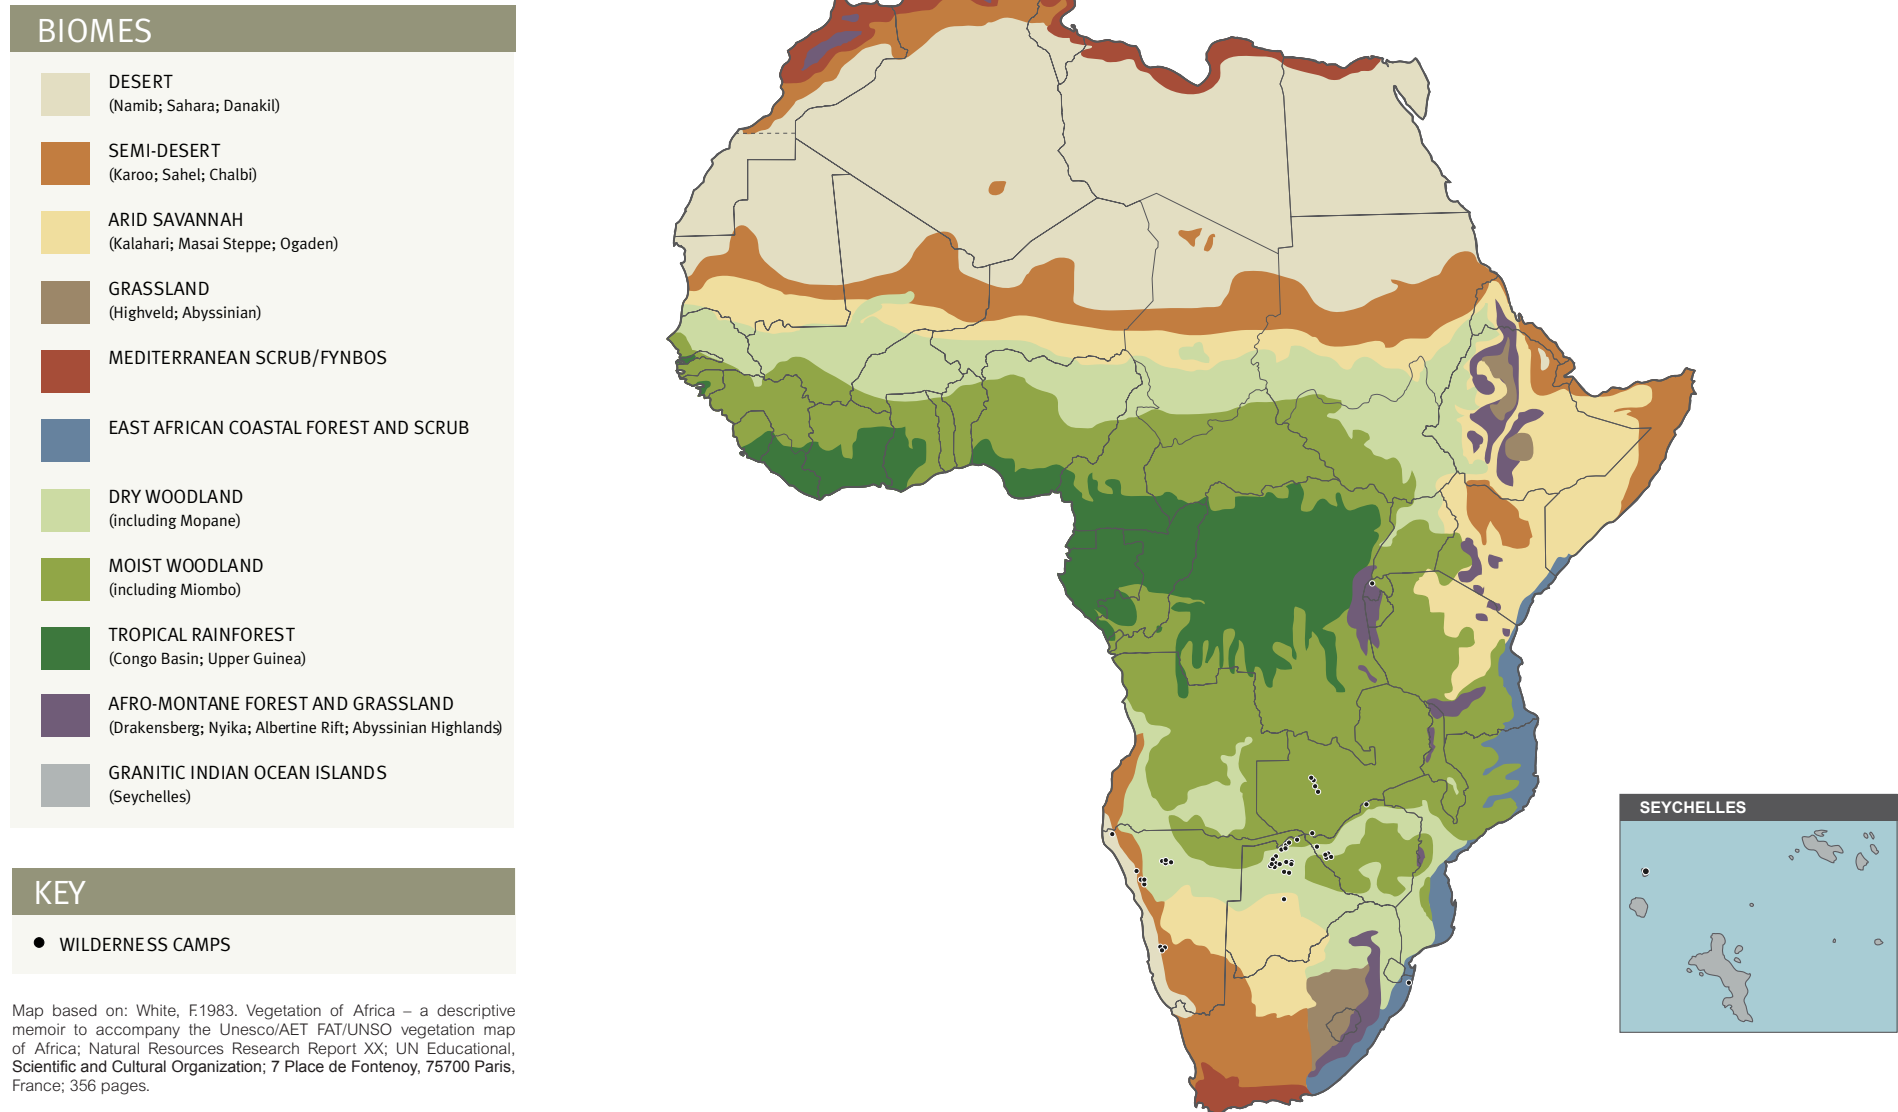 BIOMES
DESERT
(Namib; Sahara; Danakil)
SEMI-DESERT
(Karoo; Sahel; Chalbi)
ARID SAVANNAH
(Kalahari; Masai Steppe; Ogaden)
GRASSLAND
(Highveld; Abyssinian)
MEDITERRANEAN SCRUB/FYNBOS
EAST AFRICAN COASTAL FOREST AND SCRUB
DRY WOODLAND
(including Mopane)
MOIST WOODLAND
(including Miombo)
TROPICAL RAINFOREST
(Congo Basin; Upper Guinea)
AFRO-MONTANE FOREST AND GRASSLAND
(Drakensberg; Nyika; Albertine Rift; Abyssinian Highlands)
GRANITIC INDIAN OCEAN ISLANDS
(Seychelles)
KEY
WILDERNESS CAMPS
Map based on: White, F.1983. Vegetation of Africa – a descriptive
memoir to accompany the Unesco/AET FAT/UNSO vegetation map
of Africa; Natural Resources Research Report XX; UN Educational,
Scientific and Cultural Organization; 7 Place de Fontenoy, 75700 Paris,
France; 356 pages.
SEYCHELLES